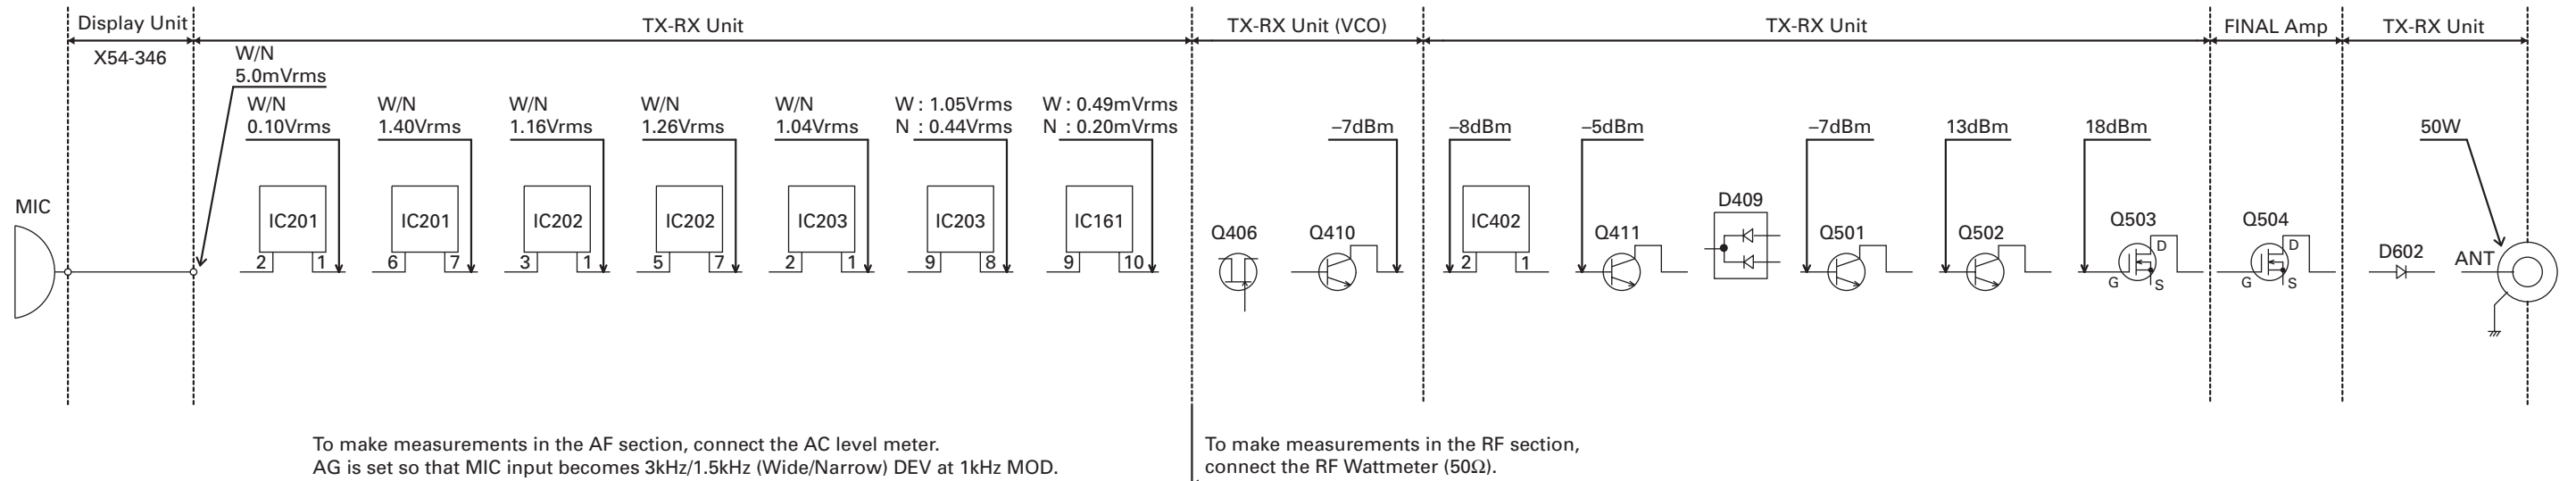 Display Unit
TX-RX Unit
TX-RX Unit (VCO)
TX-RX Unit
FINAL Amp
TX-RX Unit
X54-346
W/N
5.0mVrms
W/N
0.10Vrms
W/N
1.40Vrms
W/N
1.16Vrms
W/N
1.26Vrms
W/N
1.04Vrms
W : 1.05Vrms
N : 0.44Vrms
W : 0.49mVrms
N : 0.20mVrms
–7dBm
–8dBm
–5dBm
–7dBm
13dBm
18dBm
50W
MIC
IC201
2 1
IC201
6 7
IC202
3 1
IC202
5 7
IC203
2 1
IC203
9 8
IC161
9 10
Q406
Q410
IC402
2 1
Q411
D409
Q501
Q502
Q503
D
G S
Q504
D
G S
D602
ANT
To make measurements in the AF section, connect the AC level meter.
AG is set so that MIC input becomes 3kHz/1.5kHz (Wide/Narrow) DEV at 1kHz MOD.
To make measurements in the RF section,
connect the RF Wattmeter (50Ω).